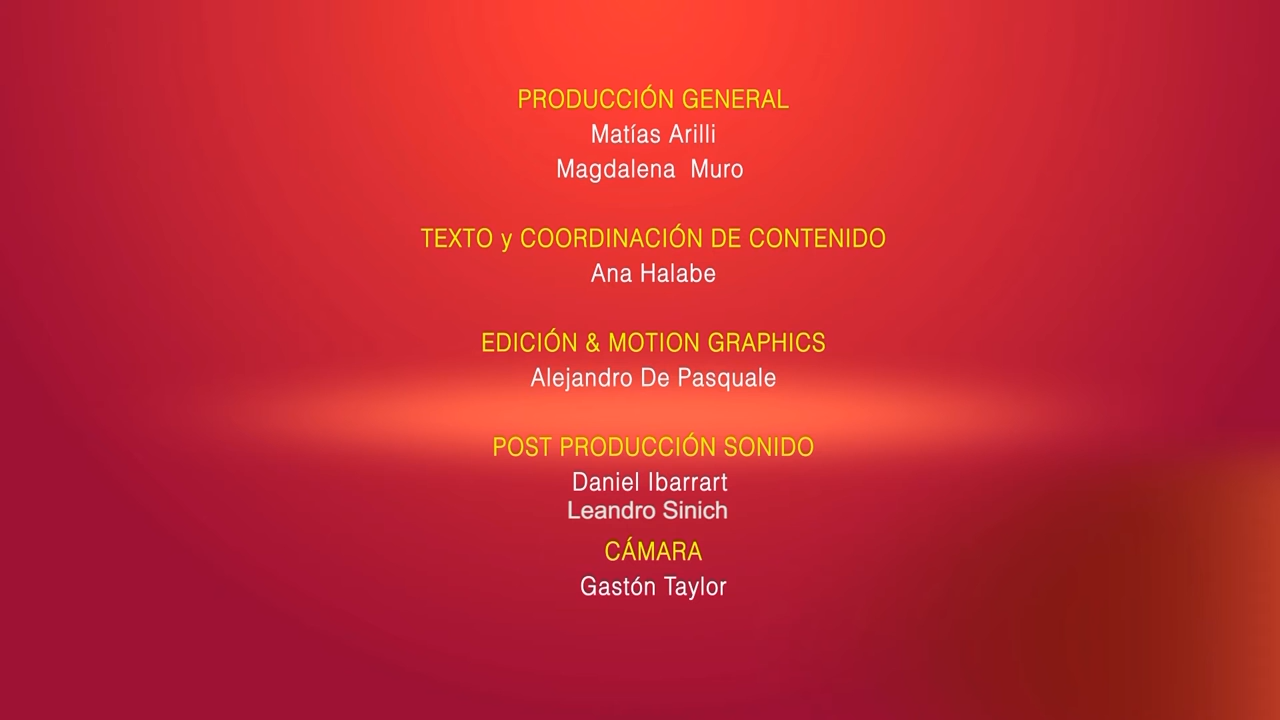 PRODUCCIÓN GENERAL
Matías Arilli
Magdalena  Muro
TEXTO y COORDINACIÓN DE CONTENIDO
Ana Halabe
EDICIÓN & MOTION GRAPHICS
Alejandro De Pasquale
POST PRODUCCIÓN SONIDO
Daniel Ibarrart
Leandro Sinich
CÁMARA
Gastón Taylor